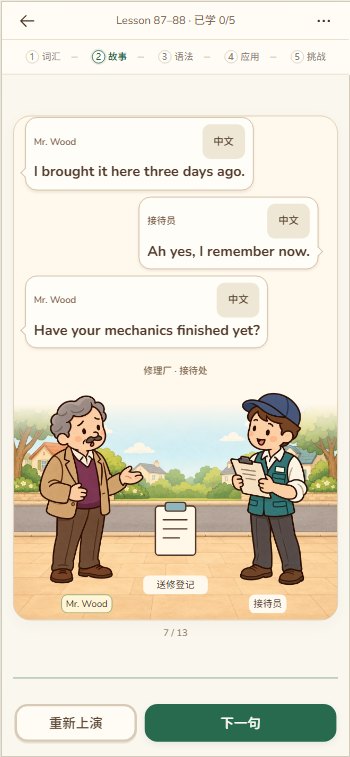 Lesson 87–88 · 已学 0/5
1 词汇 — 2 故事 — 3 语法 — 4 应用 — 5 挑战
Mr. Wood 中文
I brought it here three days ago.
接待员 中文
Ah yes, I remember now.
Mr. Wood 中文
Have your mechanics finished yet?
修理厂 · 接待处
送修登记
Mr. Wood 接待员
7 / 13
重新上演 下一句